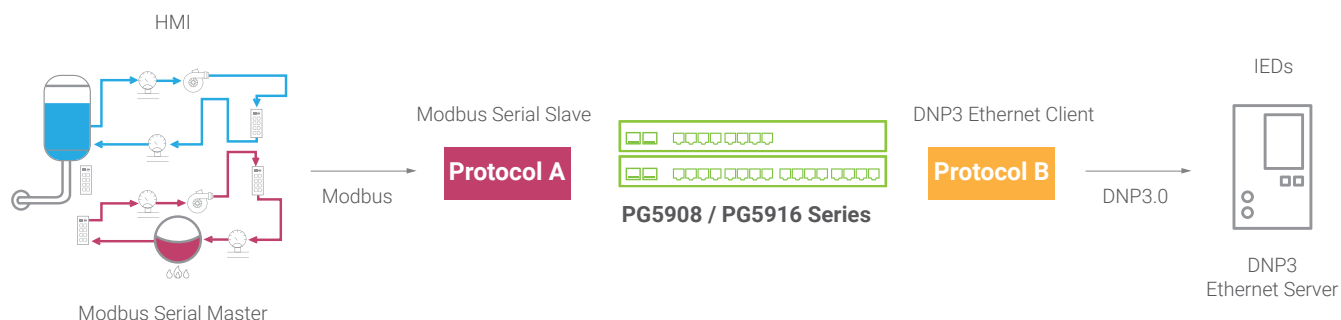 HMI
Modbus Serial Master
Modbus
Modbus Serial Slave
Protocol A
PG5908 / PG5916 Series
DNP3 Ethernet Client
Protocol B
DNP3.0
IEDs
DNP3
Ethernet Server